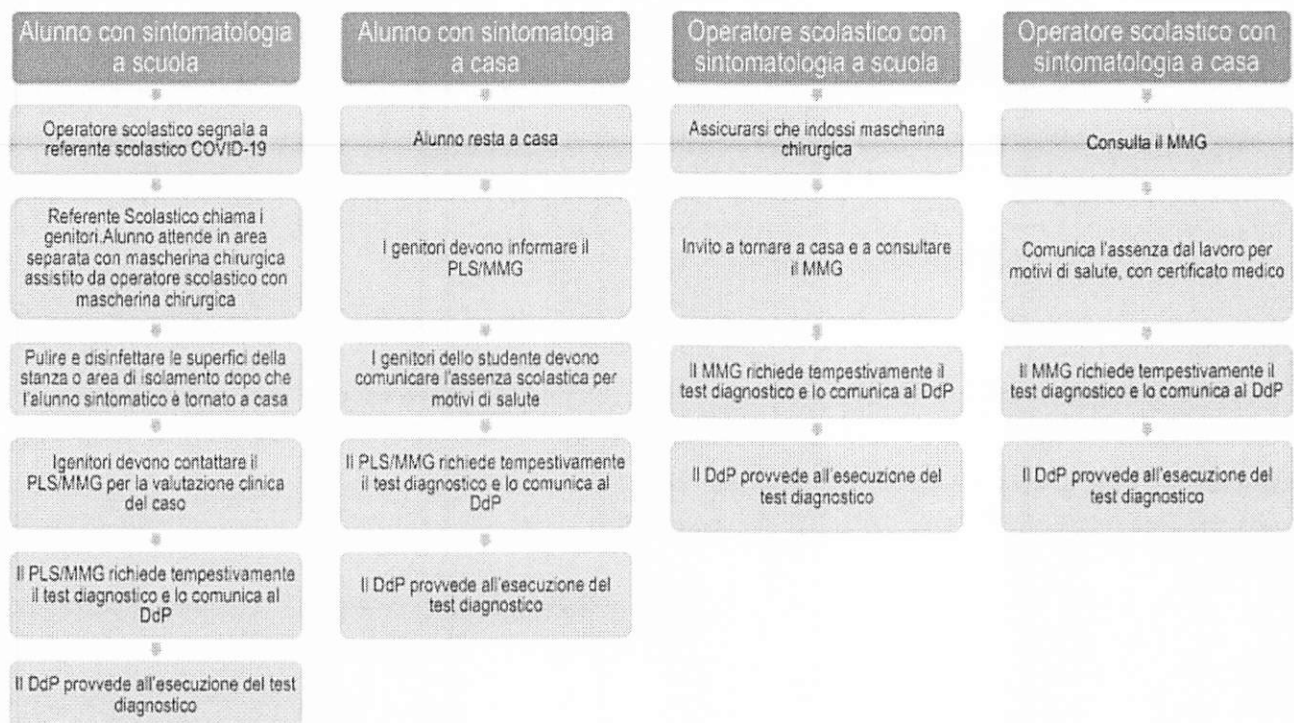 Alunno con sintomatologia
a scuola
Operatore scolastico segnala a
referente scolastico COVID-19
Referente Scolastico chiama i
genitori.Alunno attende in area
separata con mascherina chirurgica
assistito da operatore scolastico con
mascherina chirurgica
Pulire e disinfettare le superfici della
stanza o area di isolamento dopo che
l'alunno sintomatico è tornato a casa
Igenitori devono contattare il
PLS/MMG per la valutazione clinica
del caso
Il PLS/MMG richiede tempestivamente
il test diagnostico e lo comunica al
DdP
Il DdP provvede all'esecuzione del test
diagnostico
Alunno con sintomatogia
a casa
Alunno resta a casa
I genitori devono informare il
PLS/MMG
I genitori dello studente devono
comunicare l'assenza scolastica per
motivi di salute
Il PLS/MMG richiede tempestivamente
il test diagnostico e lo comunica al
DdP
Il DdP provvede all'esecuzione del
test diagnostico
Operatore scolastico con
sintomatologia a scuola
Assicurarsi che indossi mascherina
chirurgica
Invito a tornare a casa e a consultare
il MMG
Il MMG richiede tempestivamente il
test diagnostico e lo comunica al DdP
Il DdP provvede all'esecuzione del
test diagnostico
Operatore scolastico con
sintomatologia a casa
Consulta il MMG
Comunica l'assenza dal lavoro per
motivi di salute, con certificato medico
Il MMG richiede tempestivamente il
test diagnostico e lo comunica al DdP
Il DdP provvede all'esecuzione del
test diagnostico